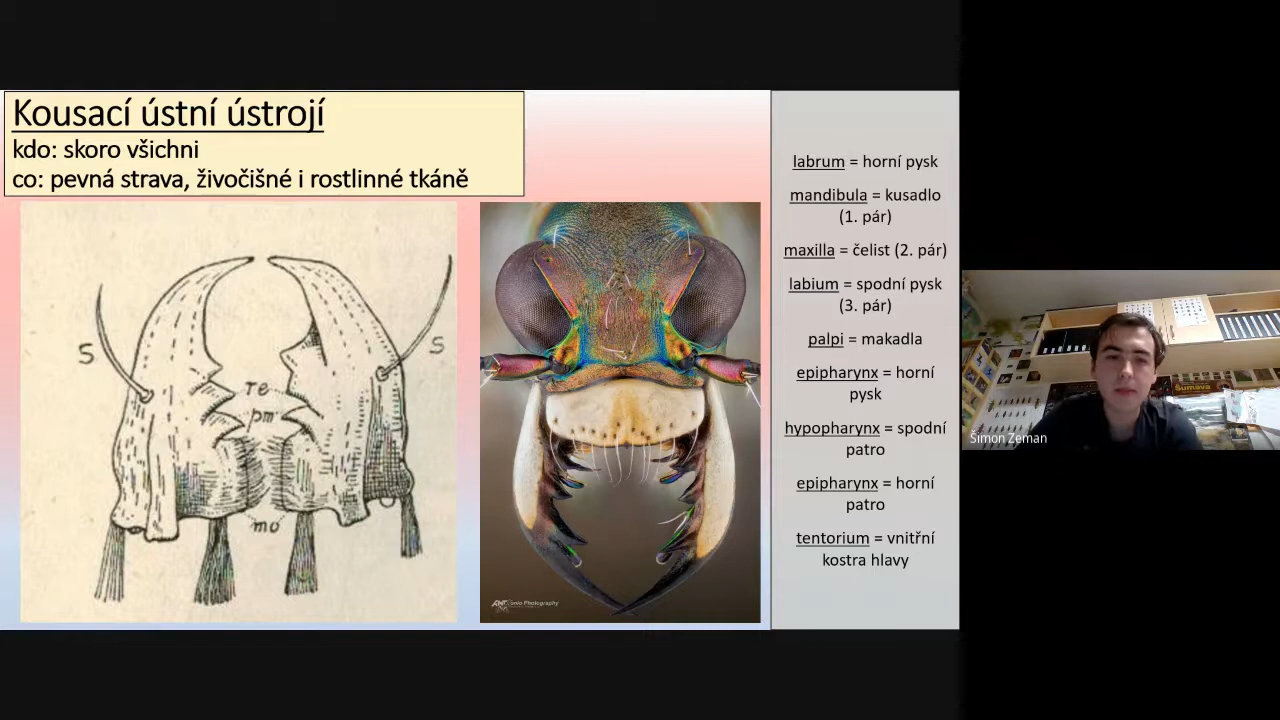 Kousací ústní ústrojí
kdo: skoro všichni
co: pevná strava, živočišné i rostlinné tkáně
S
S
re
pm
mo
Photography
labrum = horní pysk
mandibula = kusadlo
(1. pár)
maxilla = čelist (2. pár)
labium = spodní pysk
(3. pár)
palpi = makadla
epipharynx = horní
pysk
hypopharynx = spodní
patro
epipharynx = horní
patro
tentorium = vnitřní
kostra hlavy
Šumava
Šimon Zeman